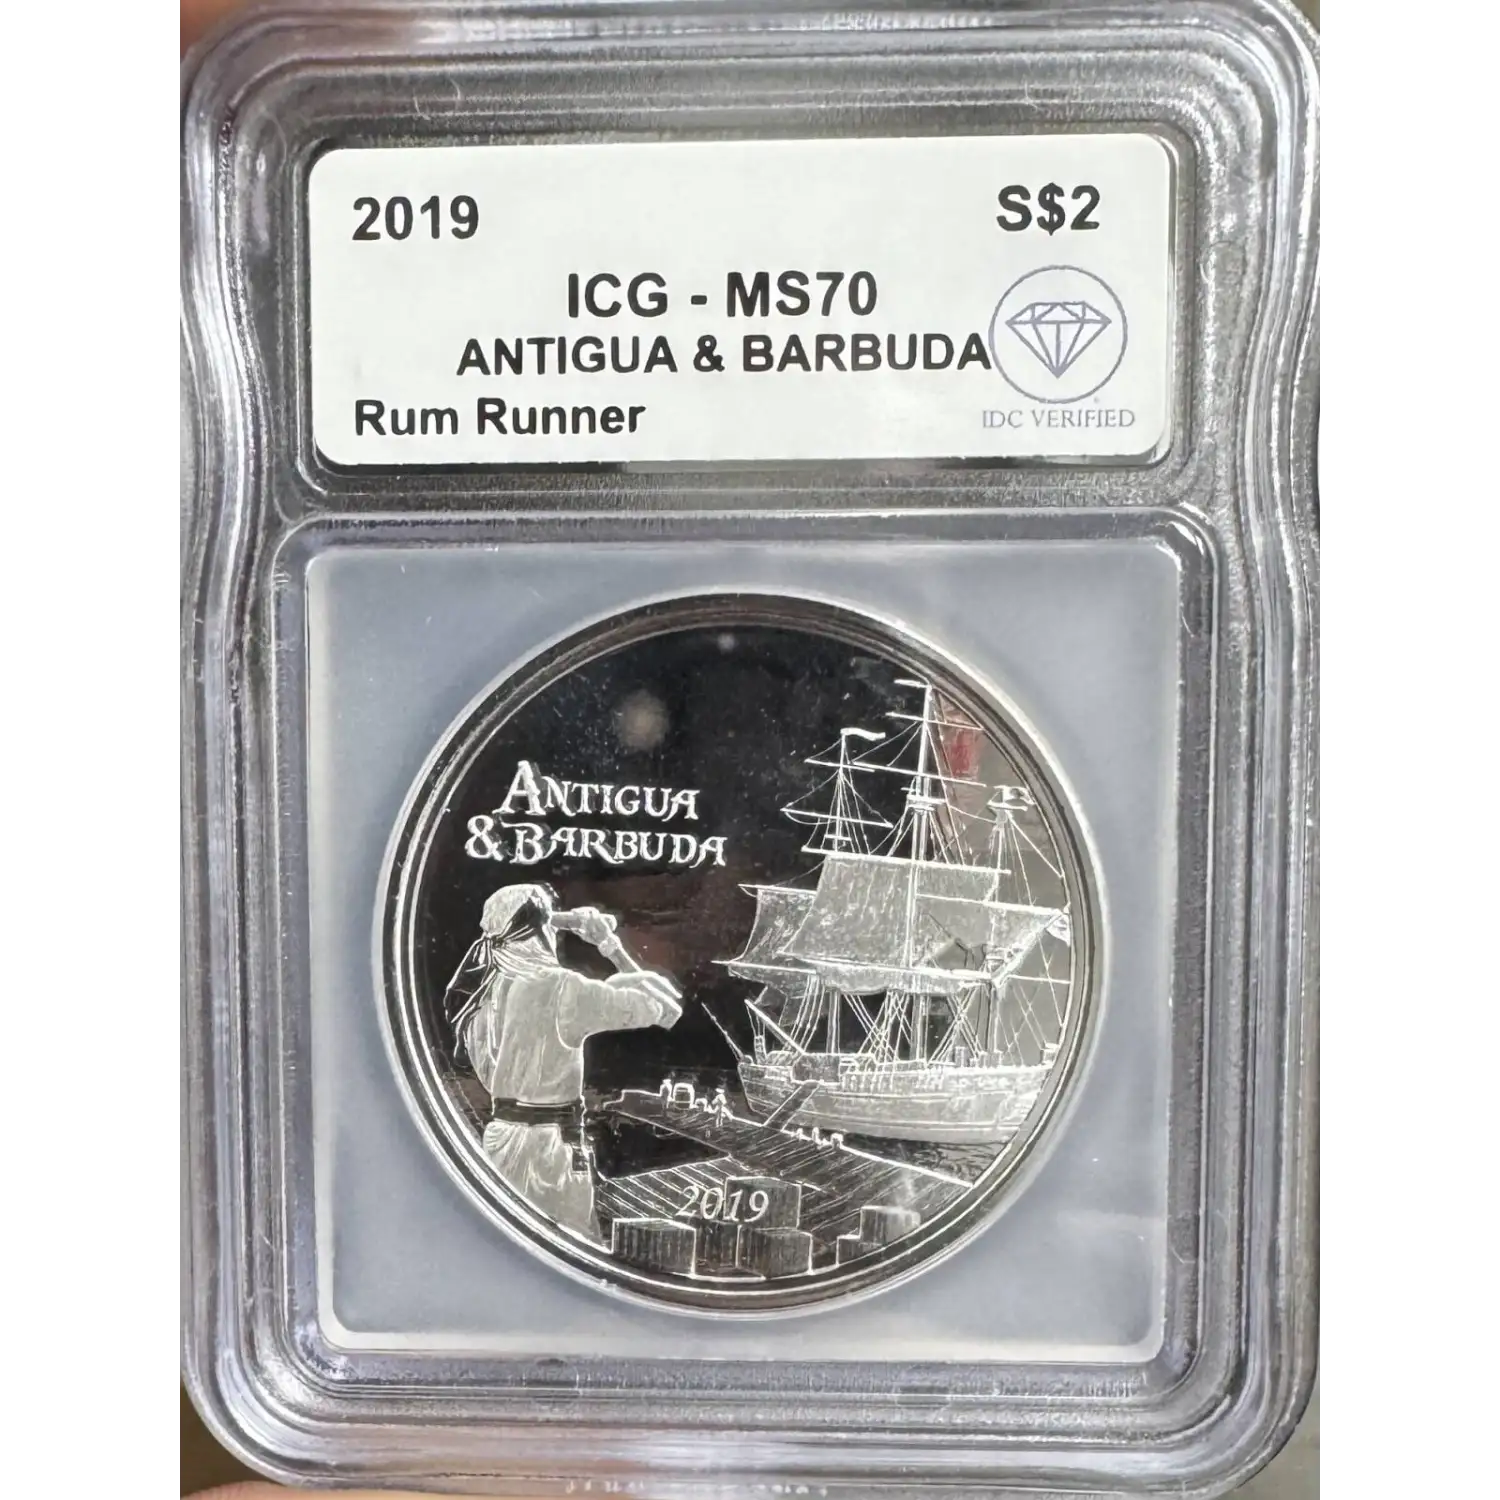 2019 S$2
ICG - MS70
ANTIGUA & BARBUDA
Rum Runner
IDC VERIFIED
ANTIGUA
& BARBUDA
2019